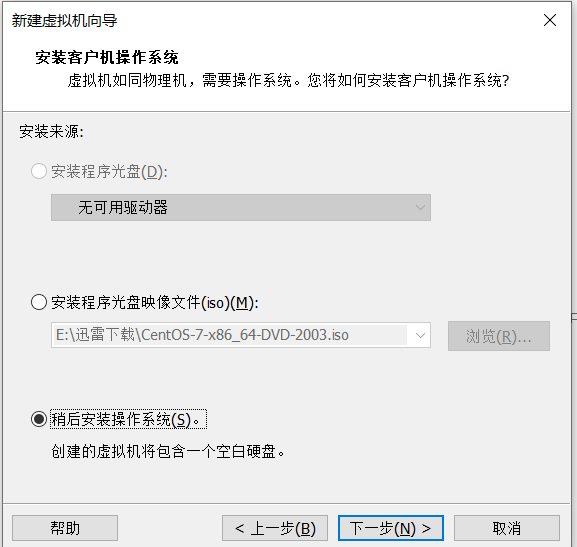 新建虚拟机向导
安装客户机操作系统
虚拟机如同物理机，需要操作系统。您将如何安装客户机操作系统?
安装来源:
安装程序光盘(D):
无可用驱动器
安装程序光盘映像文件(iso)(M):
E:\迅雷下载\CentOS-7-x86_64-DVD-2003.iso
浏览(R)...
稍后安装操作系统(S)。
创建的虚拟机将包含一个空白硬盘。
帮助
< 上一步(B)
下一步(N) >
取消